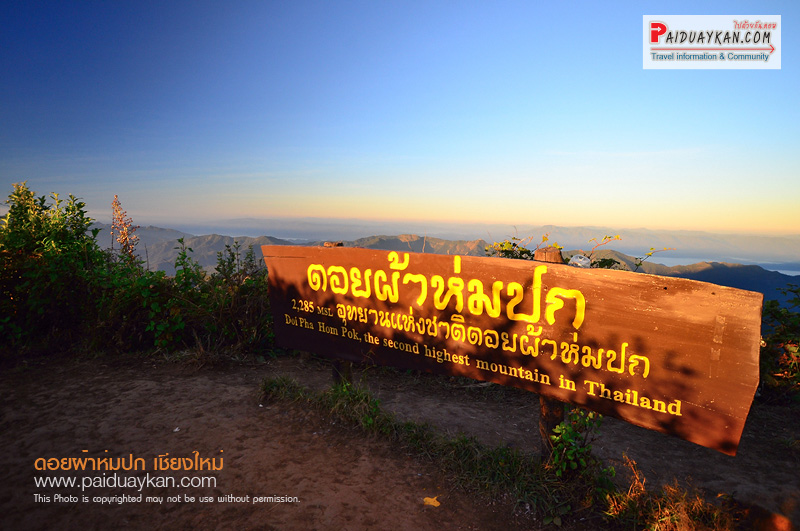 ไปด้วยกันดอทคอม
PAIDUAYKAN.COM
Travel information & Community
ดอยผ้าห่มปก
2,285 MSL อุทยานแห่งชาติดอยผ้าห่มปก
Doi Pha Hom Pok, the second highest mountain in Thailand
ดอยผ้าห่มปก เชียงใหม่
www.paiduaykan.com
This Photo is copyrighted may not be use without permission.